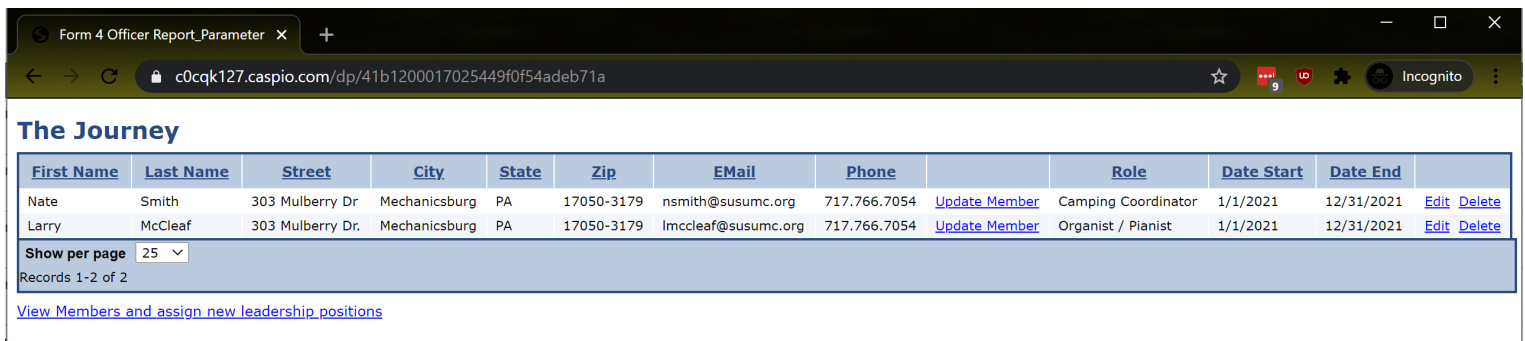 Form 4 Officer Report_Parameter
c0cqk127.caspio.com/dp/41b1200017025449f0f54adeb71a
9
UD
Incognito
The Journey
First Name Last Name Street City State Zip EMail Phone Role Date Start Date End
Nate Smith 303 Mulberry Dr Mechanicsburg PA 17050-3179 nsmith@susumc.org 717.766.7054 Update Member Camping Coordinator 1/1/2021 12/31/2021 Edit Delete
Larry McCleaf 303 Mulberry Dr. Mechanicsburg PA 17050-3179 lmccleaf@susumc.org 717.766.7054 Update Member Organist / Pianist 1/1/2021 12/31/2021 Edit Delete
Show per page 25
Records 1-2 of 2
View Members and assign new leadership positions